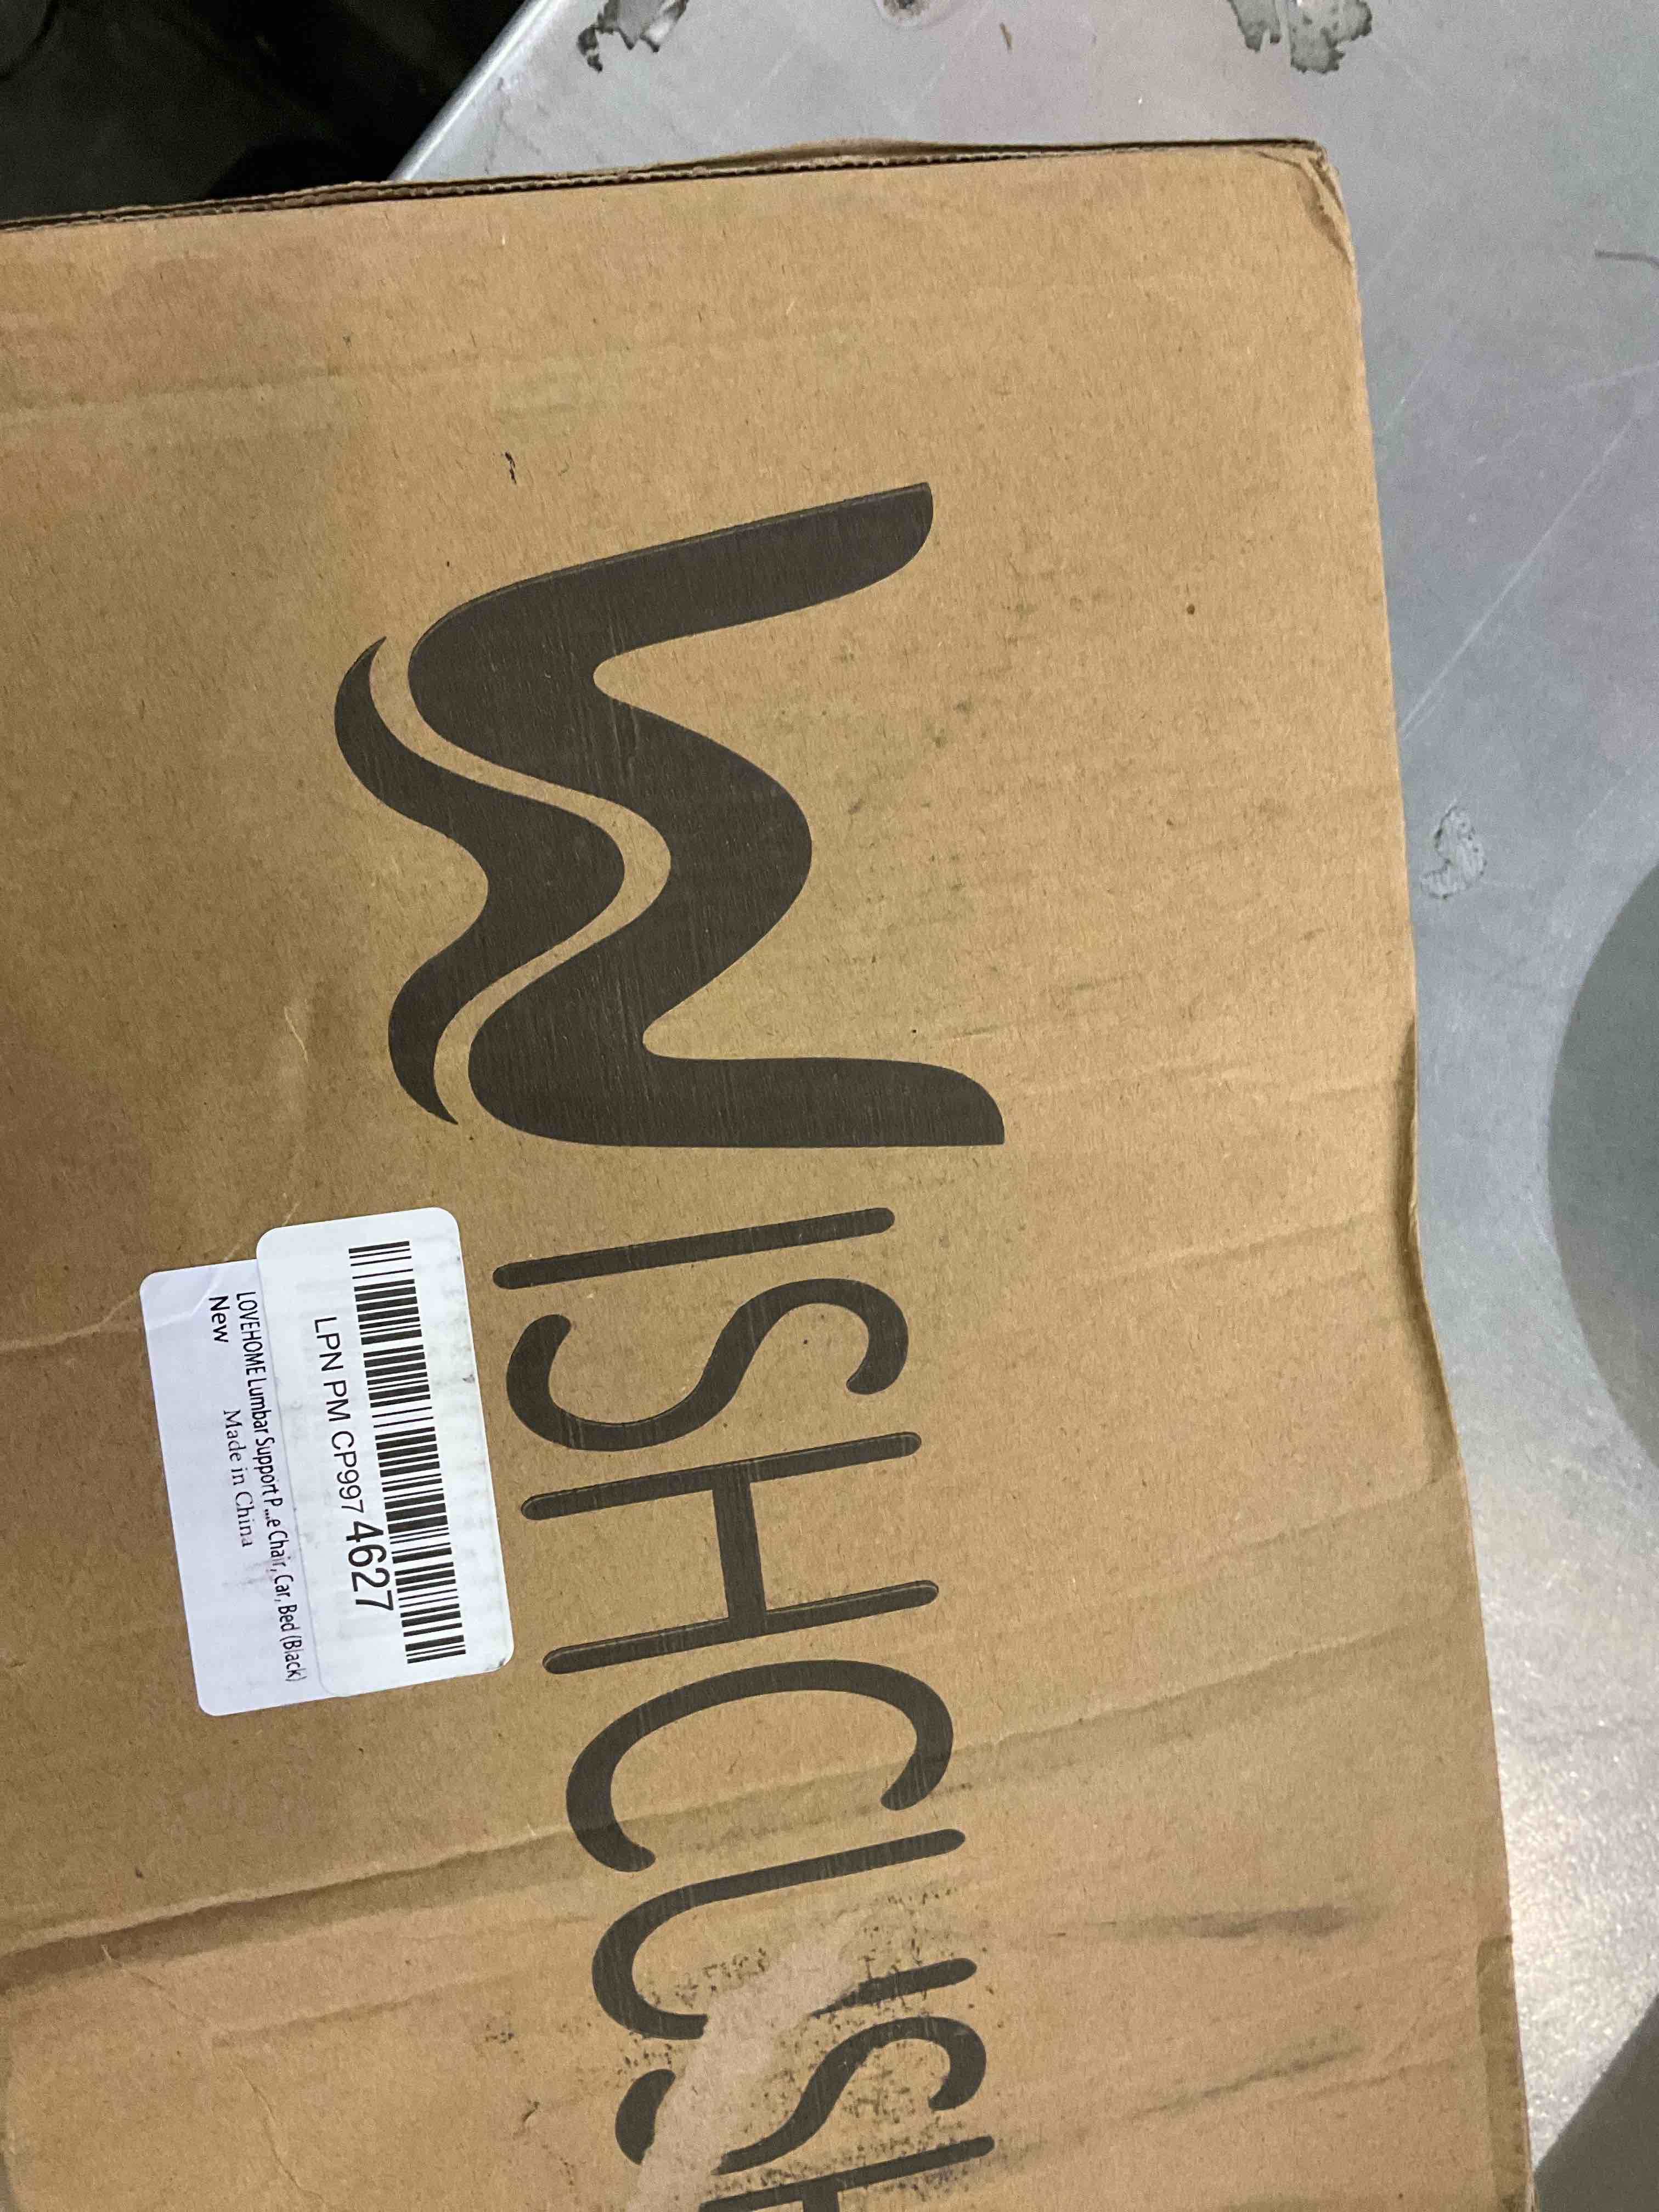 WISHCUSH
LPN PM CP997 4627
LOVEHOME Lumbar Support P...e Chair, Car, Bed (Black)
New Made in China